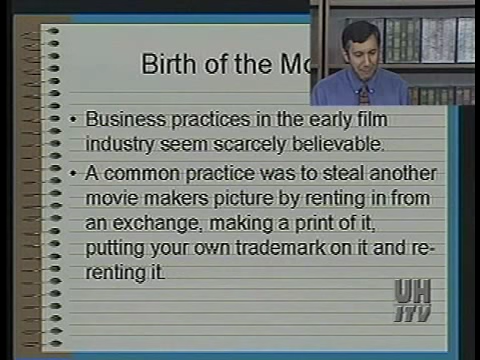 Birth of the Mo
• Business practices in the early film
industry seem scarcely believable.
• A common practice was to steal another
movie makers picture by renting in from
an exchange, making a print of it,
putting your own trademark on it and re-
renting it.
UH
ITV